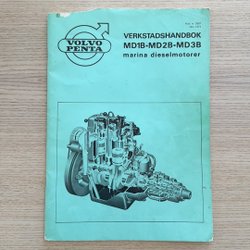 VOLVO
PENTA
VERKSTADSHANDBOK
MD1B-MD2B-MD3B
marina dieselmotorer